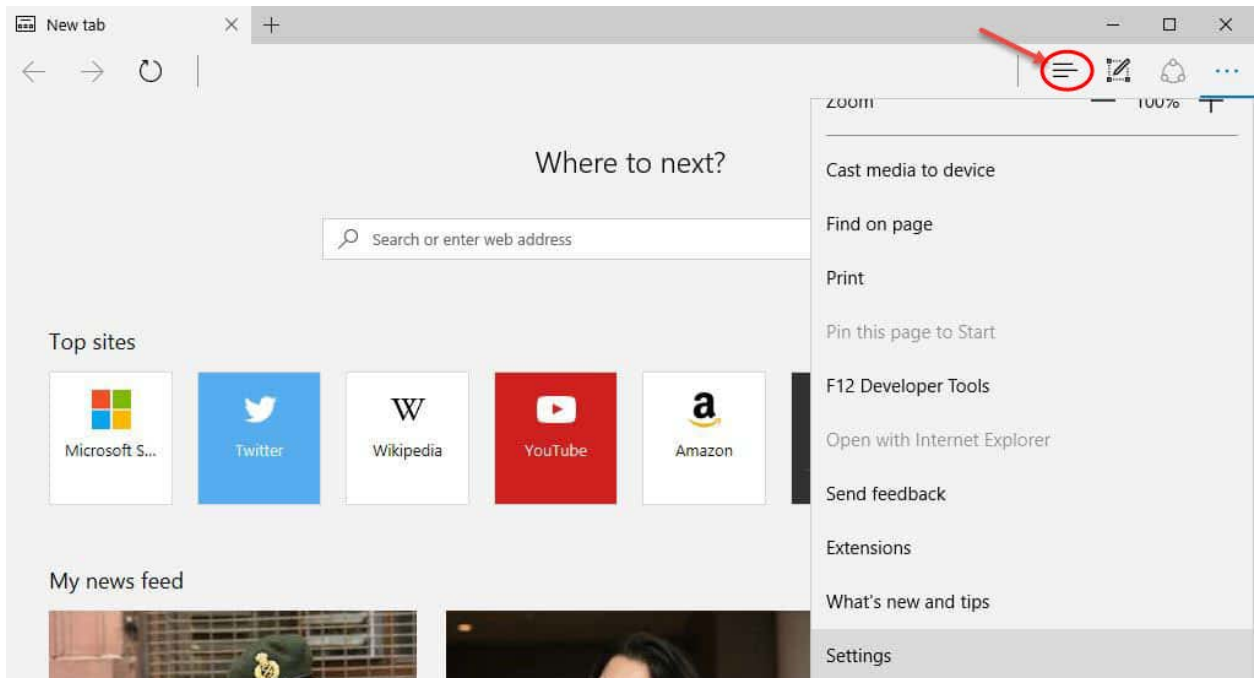 New tab
Zoom 100%
Where to next?
Cast media to device
Find on page
Search or enter web address
Print
Pin this page to Start
Top sites
F12 Developer Tools
W
a
Open with Internet Explorer
Microsoft S...
Twitter
Wikipedia
YouTube
Amazon
Send feedback
Extensions
My news feed
What's new and tips
Settings